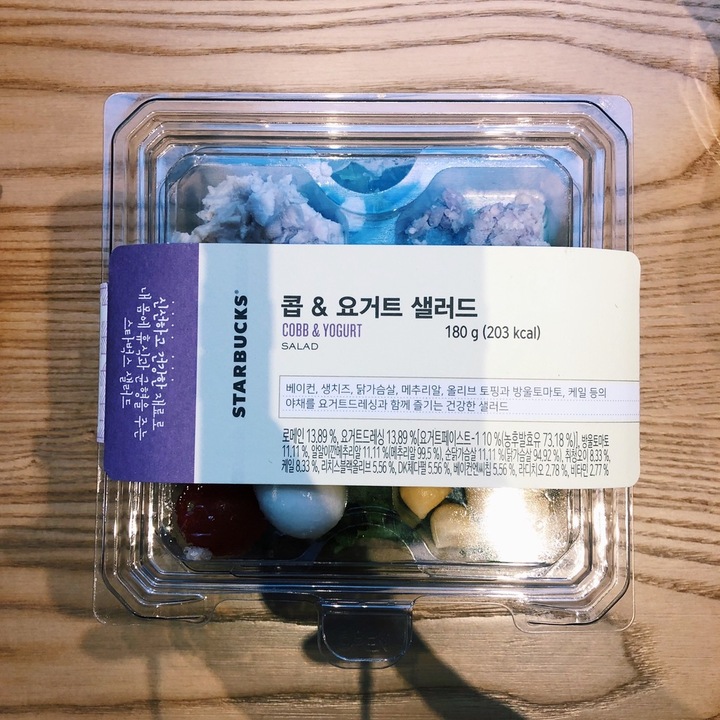 신선하고 건강한 재료로
내 몸에 휴식과 균형을 주는
스타벅스 샐러드
STARBUCKS®
콥 & 요거트 샐러드
COBB & YOGURT
180 g (203 kcal)
SALAD
베이컨, 생치즈, 닭가슴살, 메추리알, 올리브 토핑과 방울토마토, 케일 등의
야채를 요거트드레싱과 함께 즐기는 건강한 샐러드
로메인 13.89 %, 요거트드레싱 13.89 %[요거트페이스트-1 10 %(농후발효유 73.18 %)], 방울토마토
11.11 %, 알알이깐메추리알 11.11 %(메추리알 99.5 %), 순닭가슴살 11.11 %(닭가슴살 94.92 %), 취청오이 8.33 %,
케일 8.33 %, 리치스블랙올리브 5.56 %, DK체다펄 5.56 %, 베이컨엔씨칩 5.56 %, 라디치오 2.78 %, 비타민 2.77 %